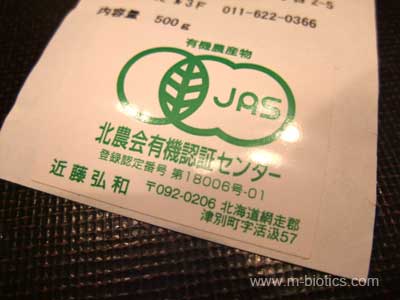 ル3F 011-622-0366
内容量 500g
有機農産物
JAS
北農会有機認証センター
登録認定番号 第18006号-01
近藤弘和 〒092-0206 北海道網走郡
津別町字活汲57
www.m-biotics.com